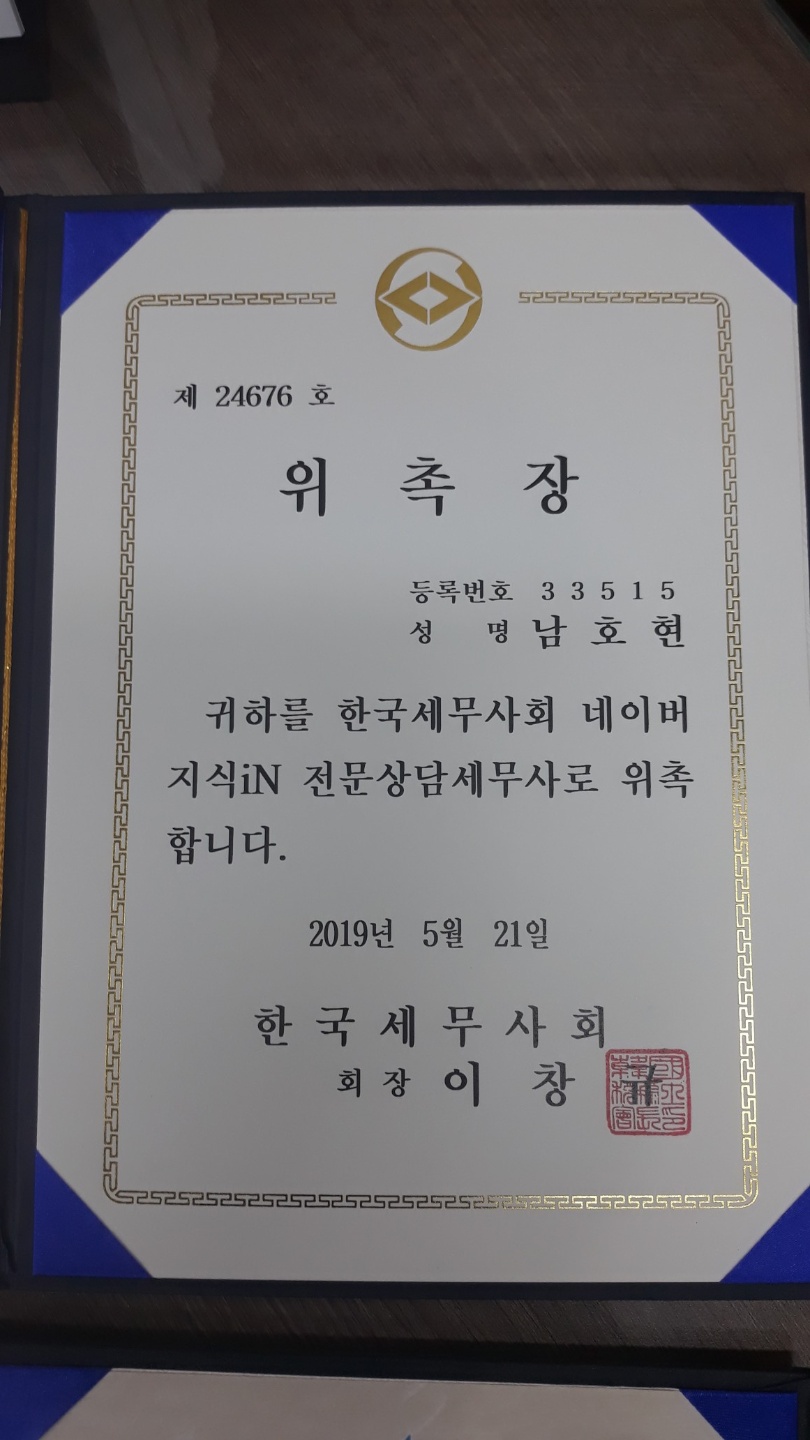 제 24676 호
위 촉 장
등록번호 3 3 5 1 5
성 명 남 호 현
귀하를 한국세무사회 네이버
지식iN 전문상담세무사로 위촉
합니다.
2019년 5월 21일
한 국 세 무 사 회
회 장 이 창 규